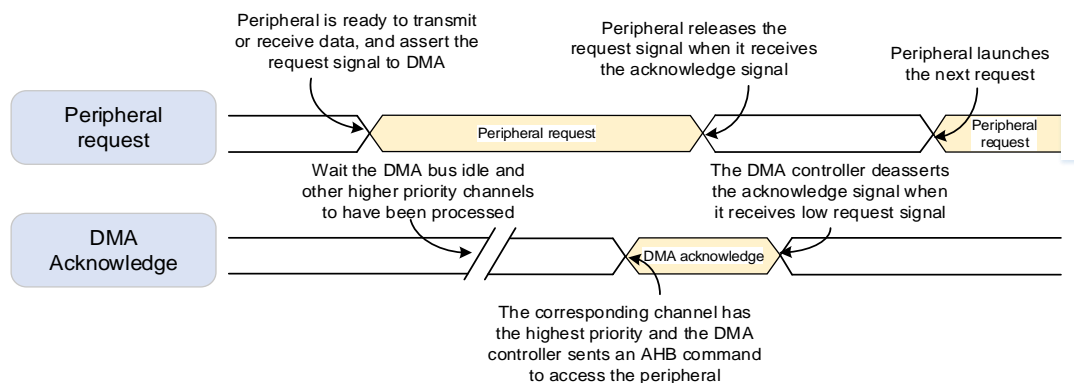 Peripheral is ready to transmit
or receive data, and assert the
request signal to DMA
Peripheral releases the
request signal when it receives
the acknowledge signal
Peripheral launches
the next request
Peripheral
request
Peripheral request
Peripheral
request
Wait the DMA bus idle and
other higher priority channels
to have been processed
The DMA controller deasserts
the acknowledge signal when
it receives low request signal
DMA
Acknowledge
DMA acknowledge
The corresponding channel has
the highest priority and the DMA
controller sents an AHB command
to access the peripheral